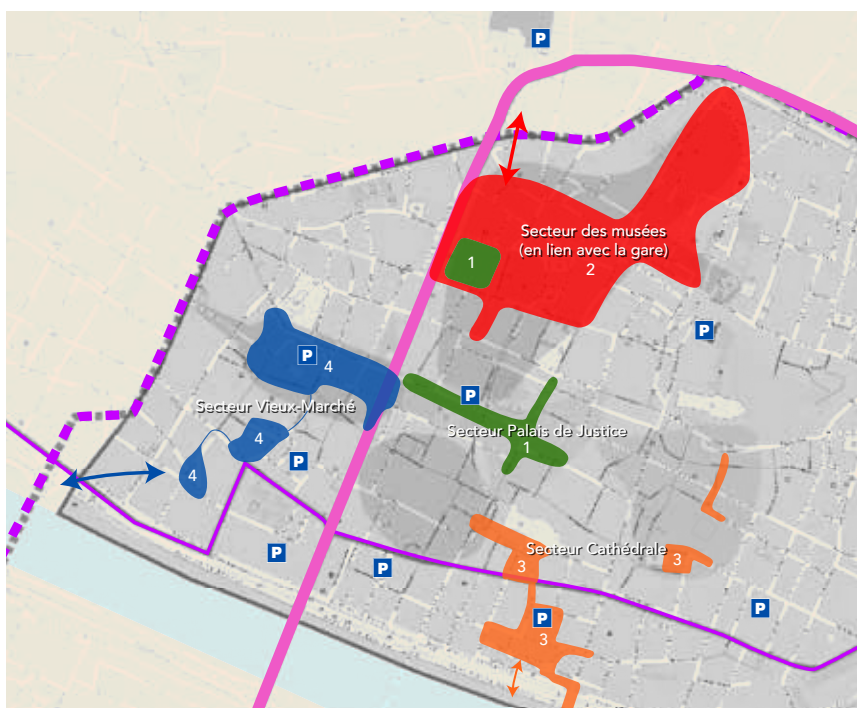 P
Secteur des musées
(en lien avec la gare)
2
1
P
P
4
P
Secteur Vieux-Marché
4
4
P
Secteur Palais de Justice
1
Secteur Cathédrale
3
3
P
P
P
3
P